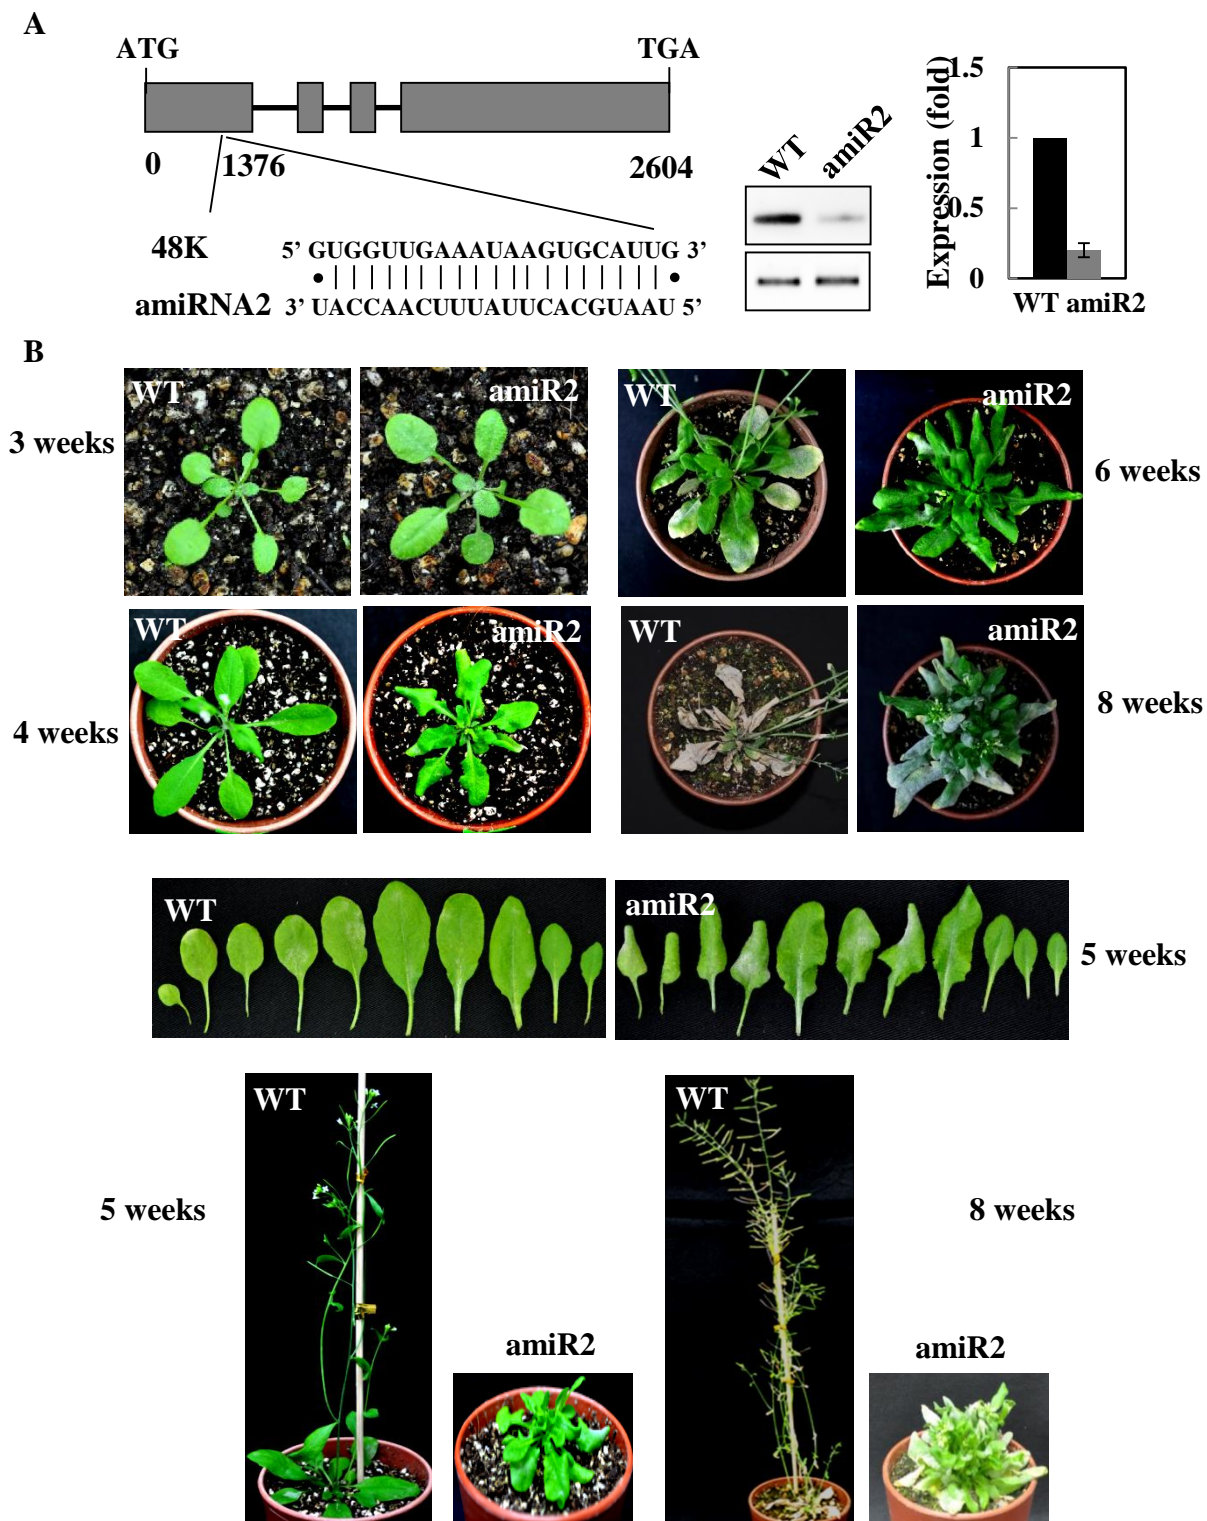 A
ATG TGA
0 1376 2604
48K 5’ GUGGUUGAAAUAAGUGCAUUG 3’
amiRNA2 3’ UACCAACUUUAUUCACGUAAU 5’
WT amiR2
Expression (fold)
1.5
1
0.5
0
WT amiR2
B
3 weeks WT amiR2 WT amiR2 6 weeks
4 weeks WT amiR2 WT amiR2 8 weeks
WT amiR2 5 weeks
WT WT
5 weeks 8 weeks
amiR2 amiR2